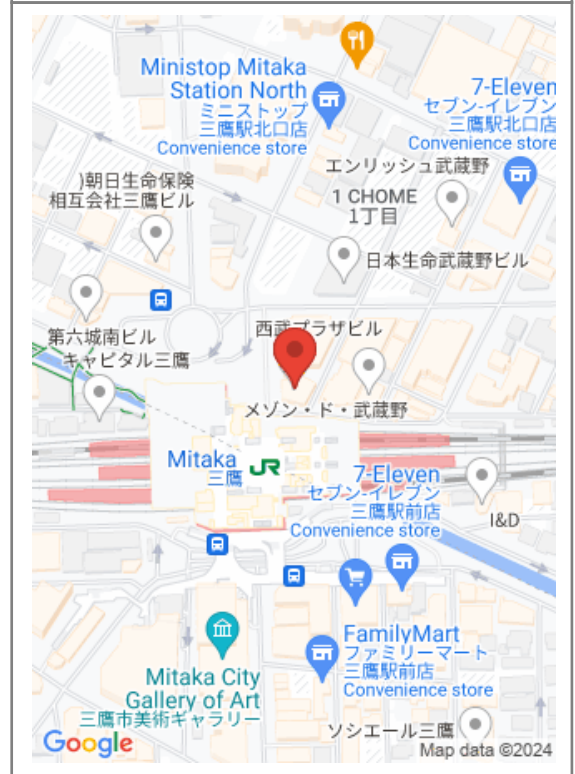 Ministop Mitaka
Station North
ミニストップ
三鷹駅北口店
Convenience store
7-Eleven
セブン-イレブン
三鷹駅北口店
Convenience store
エンリッシュ武蔵野
)朝日生命保険
相互会社三鷹ビル
1 CHOME
1丁目
日本生命武蔵野ビル
第六城南ビル
西武プラザビル
キャピタル三鷹
メゾン・ド・武蔵野
Mitaka
三鷹
JR
7-Eleven
セブン-イレブン
三鷹駅前店
Convenience store
I&D
FamilyMart
ファミリーマート
三鷹駅前店
Convenience store
Mitaka City
Gallery of Art
三鷹市美術ギャラリー
ソシエール三鷹
Google
Map data ©2024